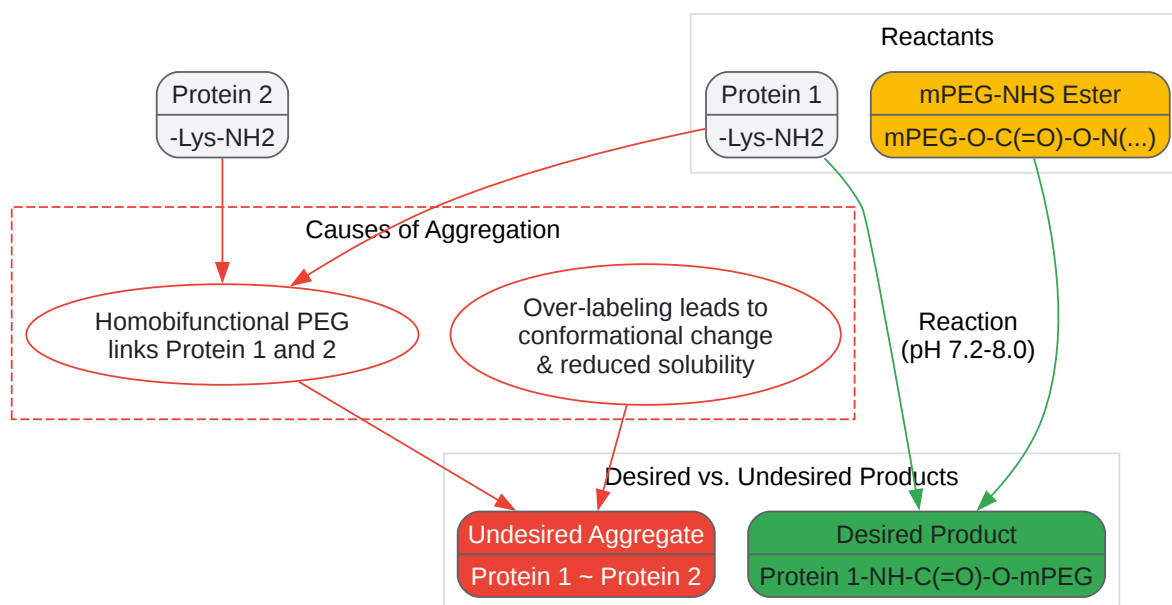 Reactants
Protein 2
-Lys-NH2
Protein 1
-Lys-NH2
mPEG-NHS Ester
mPEG-O-C(=O)-O-N(...)
Causes of Aggregation
Homobifunctional PEG
links Protein 1 and 2
Over-labeling leads to
conformational change
& reduced solubility
Reaction
(pH 7.2-8.0)
Desired vs. Undesired Products
Undesired Aggregate
Protein 1 ~ Protein 2
Desired Product
Protein 1-NH-C(=O)-O-mPEG